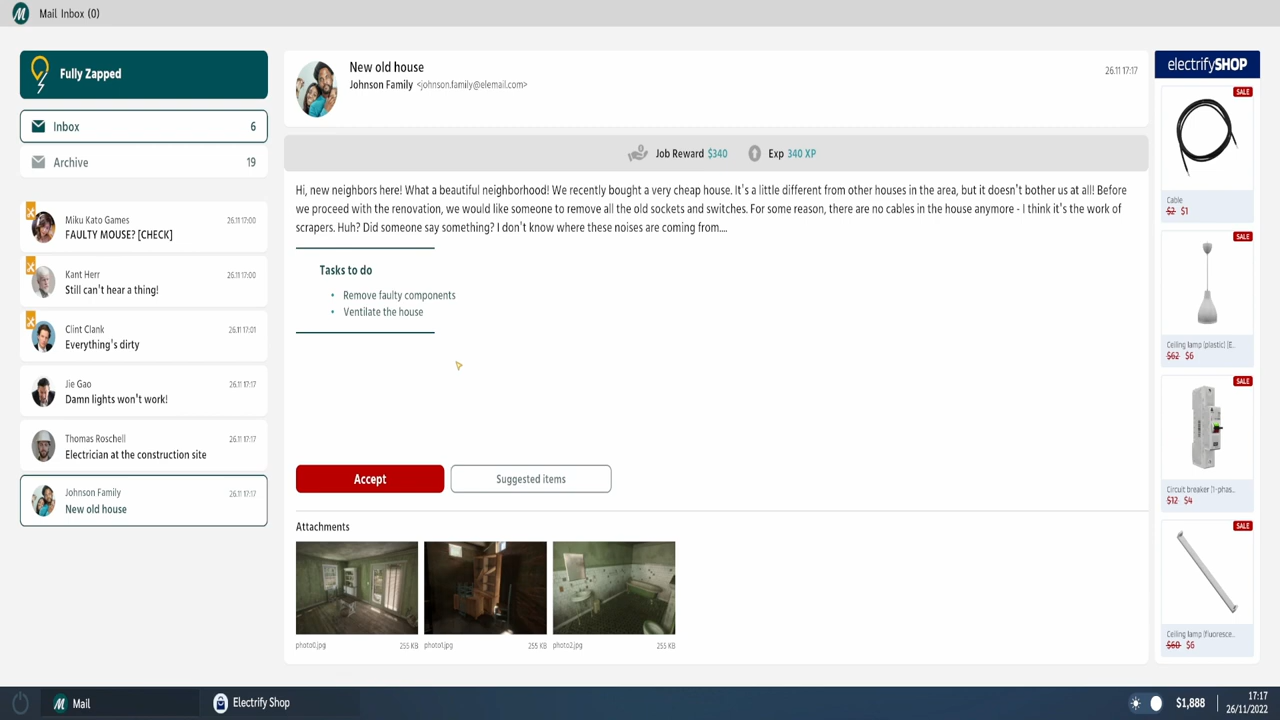 Mail Inbox (0)
Fully Zapped
Inbox 6
Archive 19
Miku Kato Games 26.11 17:00
FAULTY MOUSE? [CHECK]
Kant Herr 26.11 17:00
Still can't hear a thing!
Clint Clank 26.11 17:01
Everything's dirty
Jie Gao 26.11 17:17
Damn lights won't work!
Thomas Roschell 26.11 17:17
Electrician at the construction site
Johnson Family 26.11 17:17
New old house
New old house
Johnson Family <johnson.family@elemail.com>
26.11 17:17
Job Reward $340 Exp 340 XP
Hi, new neighbors here! What a beautiful neighborhood! We recently bought a very cheap house. It's a little different from other houses in the area, but it doesn't bother us at all! Before
we proceed with the renovation, we would like someone to remove all the old sockets and switches. For some reason, there are no cables in the house anymore - I think it's the work of
scrapers. Huh? Did someone say something? I don't know where these noises are coming from....
Tasks to do
• Remove faulty components
• Ventilate the house
Accept
Suggested items
Attachments
photo0.jpg 255 KB
photo1.jpg 255 KB
photo2.jpg 255 KB
electrifySHOP
SALE
Cable
$2 $1
SALE
Ceiling lamp (plastic) (E..
$62 $6
SALE
Circuit breaker (1-phas..
$12 $4
SALE
Ceiling lamp (fluoresce..
$60 $6
Mail
Electrify Shop
$1,888
17:17
26/11/2022